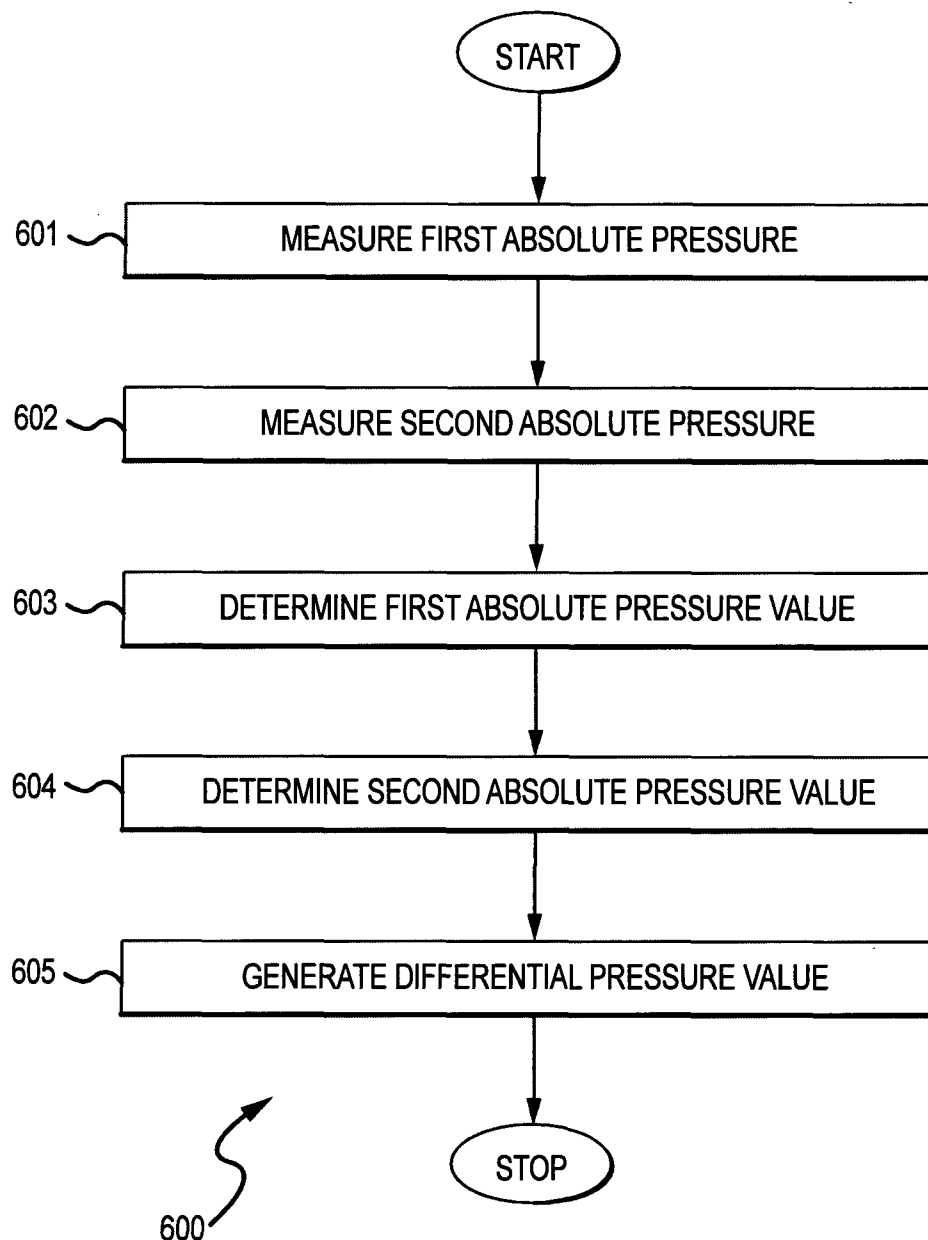 START
601
MEASURE FIRST ABSOLUTE PRESSURE
602
MEASURE SECOND ABSOLUTE PRESSURE
603
DETERMINE FIRST ABSOLUTE PRESSURE VALUE
604
DETERMINE SECOND ABSOLUTE PRESSURE VALUE
605
GENERATE DIFFERENTIAL PRESSURE VALUE
STOP
600